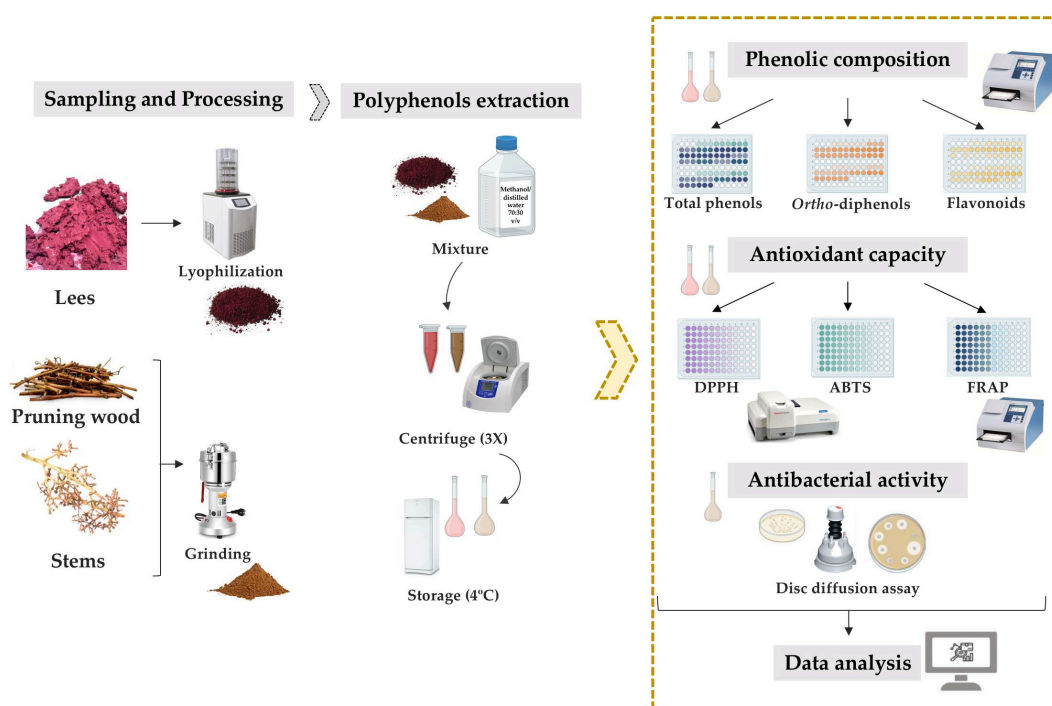 Sampling and Processing
Lyophilization
Lees
Pruning wood
Stems
Grinding
Polyphenols extraction
Methanol/
distilled
water
70:30
v/v
Mixture
Centrifuge (3X)
Storage (4ºC)
Phenolic composition
Total phenols
Ortho-diphenols
Flavonoids
Antioxidant capacity
DPPH
ABTS
FRAP
Antibacterial activity
Disc diffusion assay
Data analysis